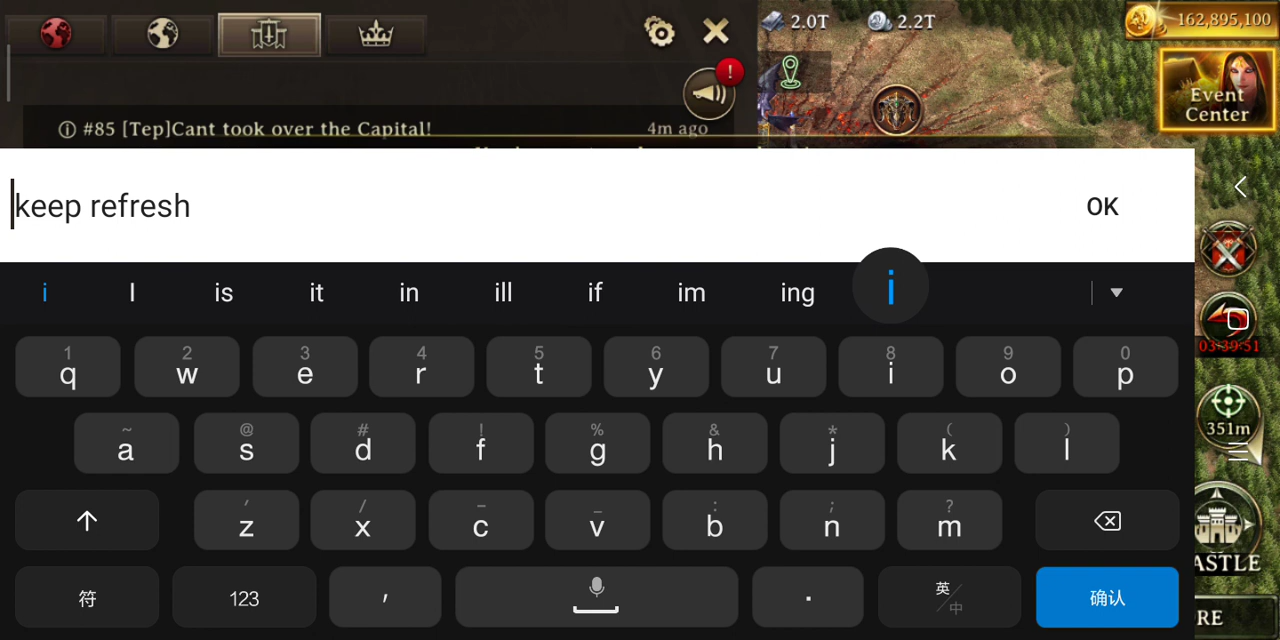 2.0T
2.2T
162,895,100
!
Event
Center
ⓘ #85 [Tep]Cant took over the Capital!
4m ago
keep refresh
OK
i I is it in ill if im ing i
03:39:51
1 2 3 4 5 6 7 8 9 0
q w e r t y u i o p
~ @ # ! % & * ( )
a s d f g h j k l
351m
' / - _ : ; ?
z x c v b n m
ASTLE
符 123 , . 英/中 确认
RE